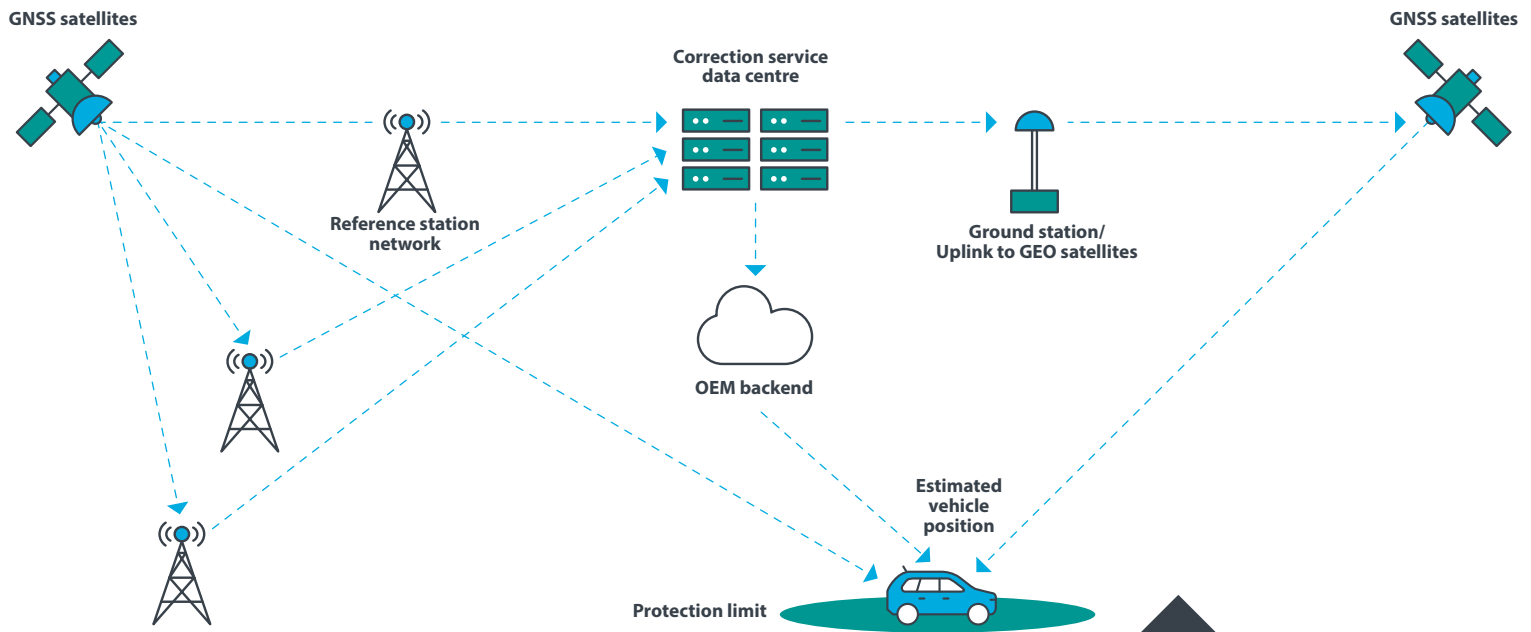 GNSS satellites
GNSS satellites
Correction service
data centre
Reference station
network
Ground station/
Uplink to GEO satellites
OEM backend
Estimated
vehicle
position
Protection limit